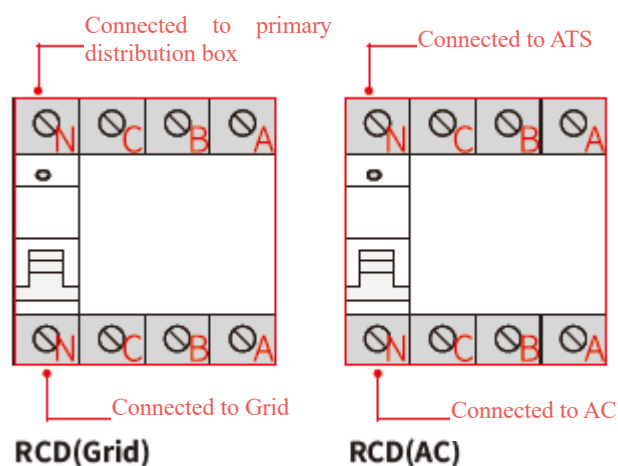 Connected to primary
distribution box
Connected to ATS
N C B A
N C B A
N C B A
N C B A
Connected to Grid
Connected to AC
RCD(Grid)
RCD(AC)